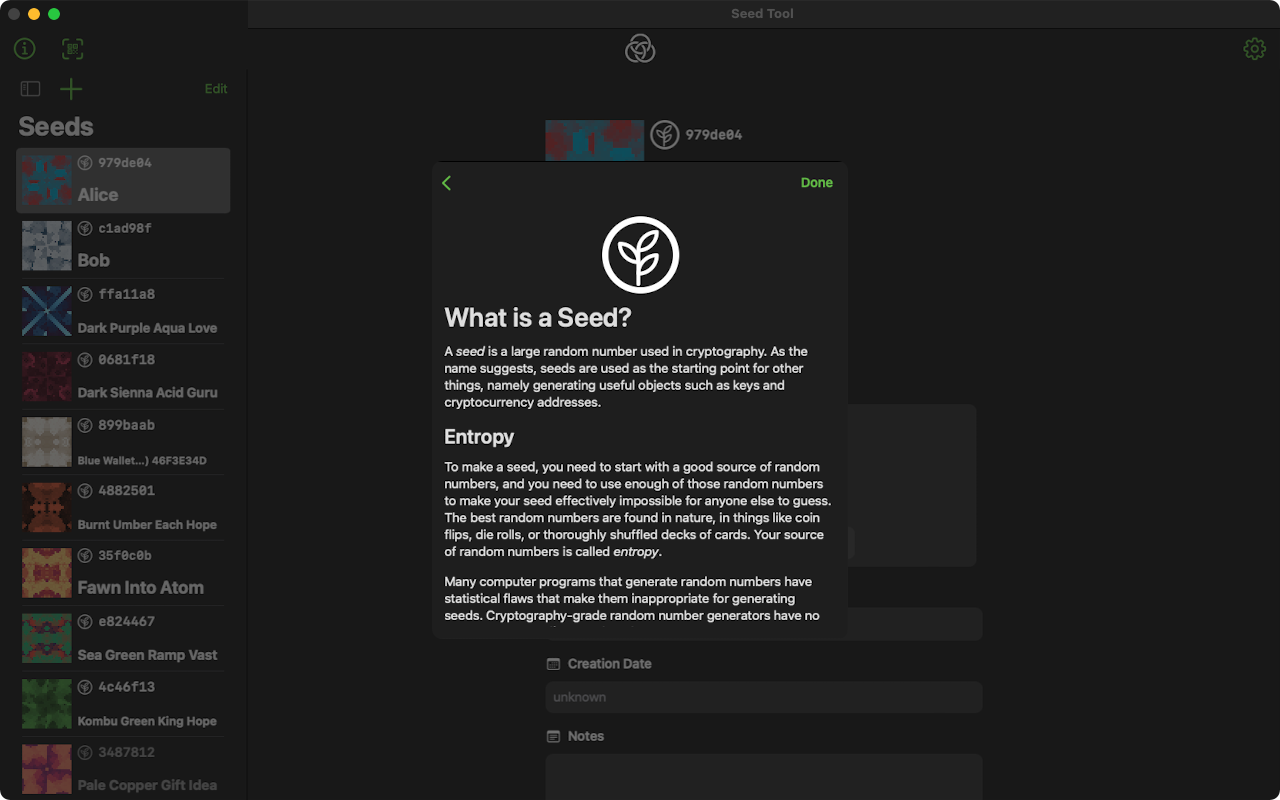 Seed Tool
Edit
Seeds
979de04
Alice
c1ad98f
Bob
ffa11a8
Dark Purple Aqua Love
0681f18
Dark Sienna Acid Guru
899baab
Blue Wallet...) 46F3E34D
4882501
Burnt Umber Each Hope
35f0c0b
Fawn Into Atom
e824467
Sea Green Ramp Vast
4c46f13
Kombu Green King Hope
3487812
Pale Copper Gift Idea
979de04
Done
What is a Seed?
A seed is a large random number used in cryptography. As the
name suggests, seeds are used as the starting point for other
things, namely generating useful objects such as keys and
cryptocurrency addresses.
Entropy
To make a seed, you need to start with a good source of random
numbers, and you need to use enough of those random numbers
to make your seed effectively impossible for anyone else to guess.
The best random numbers are found in nature, in things like coin
flips, die rolls, or thoroughly shuffled decks of cards. Your source
of random numbers is called entropy.
Many computer programs that generate random numbers have
statistical flaws that make them inappropriate for generating
seeds. Cryptography-grade random number generators have no
Creation Date
unknown
Notes